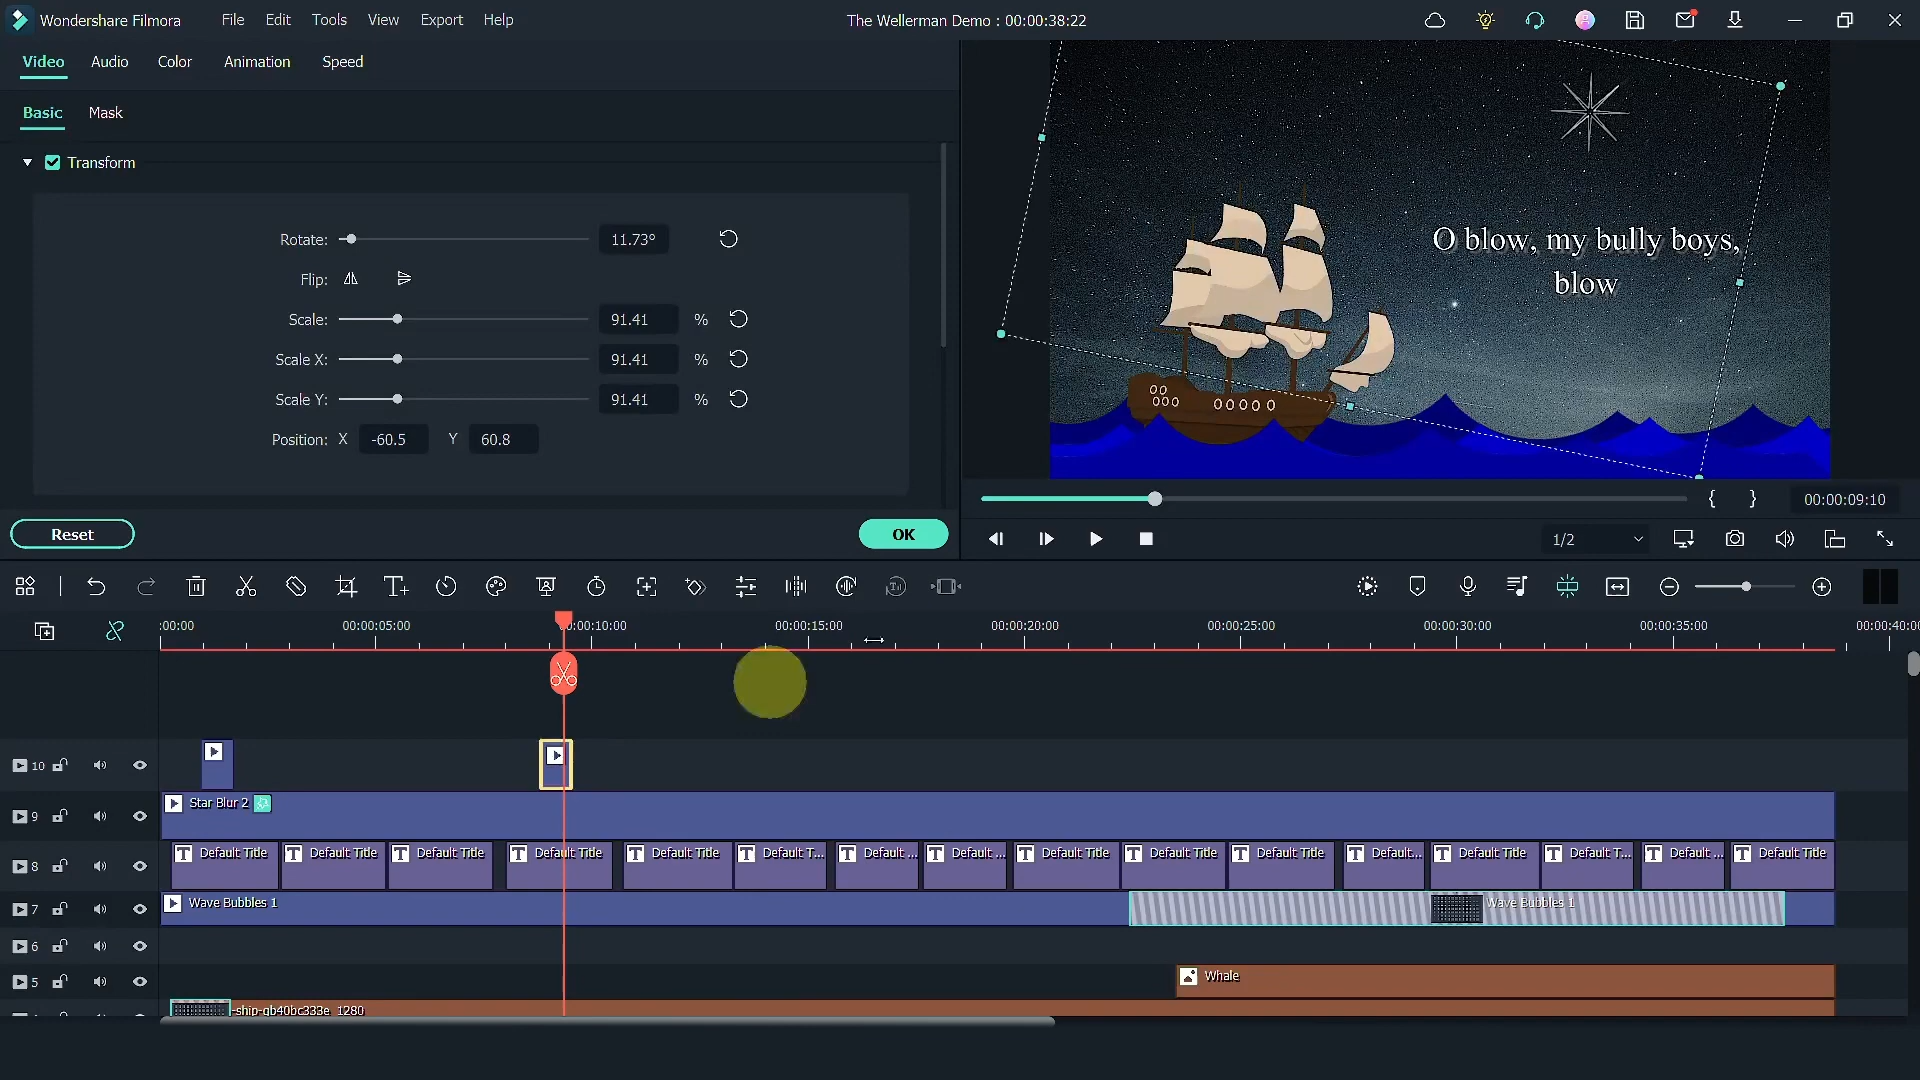 Wondershare Filmora File Edit Tools View Export Help The Wellerman Demo : 00:00:38:22
Video Audio Color Animation Speed
Basic Mask
Transform
Rotate: 11.73°
Flip:
Scale: 91.41 %
Scale X: 91.41 %
Scale Y: 91.41 %
Position: X -60.5 Y 60.8
Reset OK
O blow, my bully boys,
blow
{ } 00:00:09:10
1/2
:00:00 00:00:05:00 00:00:10:00 00:00:15:00 00:00:20:00 00:00:25:00 00:00:30:00 00:00:35:00 00:00:40:0
10
9 Star Blur 2
8 Default Title Default Title Default Title Default Title Default Title Default T... Default ... Default ... Default Title Default Title Default Title Default... Default Title Default T... Default ... Default Title
7 Wave Bubbles 1 Wave Bubbles 1
6
5 Whale
-ship-gb40bc333e_1280